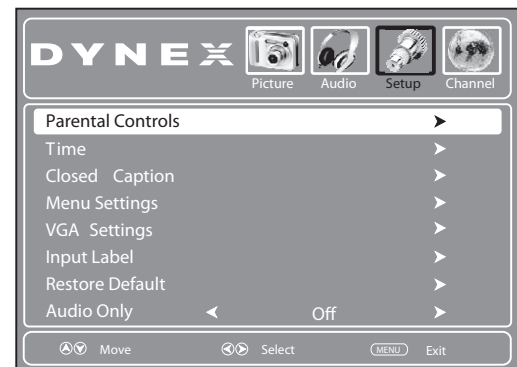 DYNEX
Picture Audio Setup Channel
Parental Controls
Time
Closed Caption
Menu Settings
VGA Settings
Input Label
Restore Default
Audio Only Off
Move Select MENU Exit